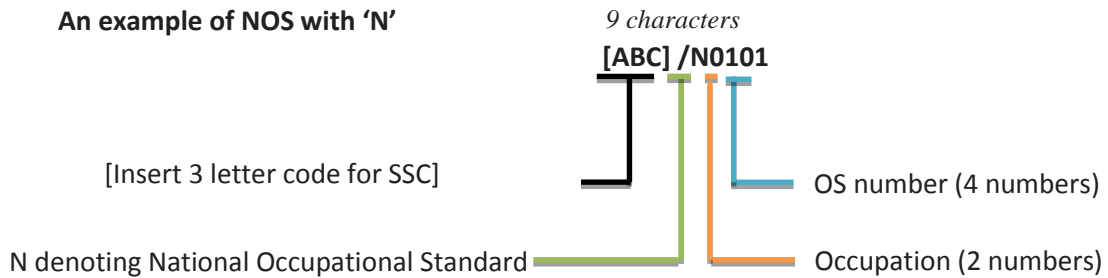 An example of NOS with ‘N’
9 characters
[ABC] /N0101
[Insert 3 letter code for SSC]
OS number (4 numbers)
N denoting National Occupational Standard
Occupation (2 numbers)